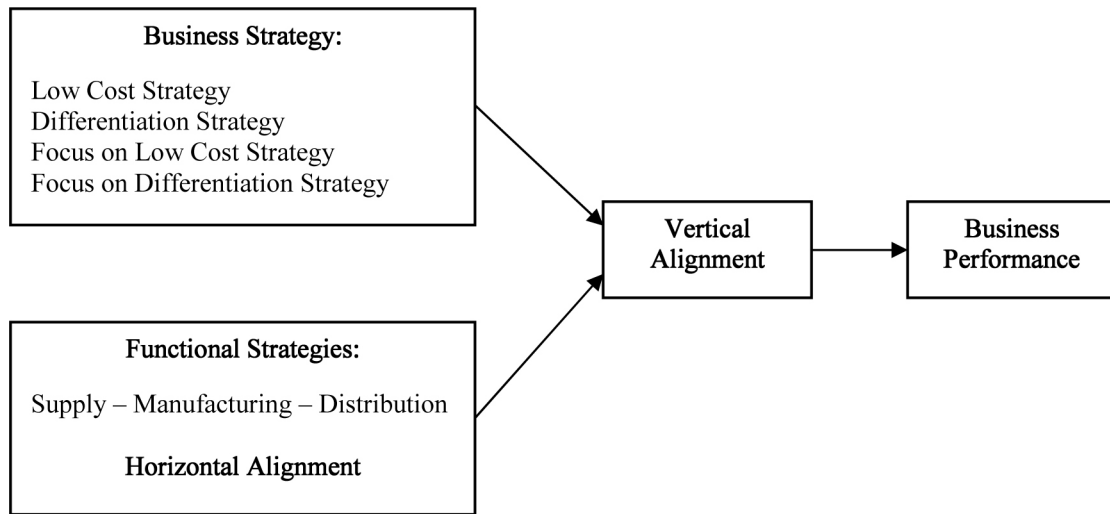 Business Strategy:
Low Cost Strategy
Differentiation Strategy
Focus on Low Cost Strategy
Focus on Differentiation Strategy
Vertical
Alignment
Business
Performance
Functional Strategies:
Supply – Manufacturing – Distribution
Horizontal Alignment